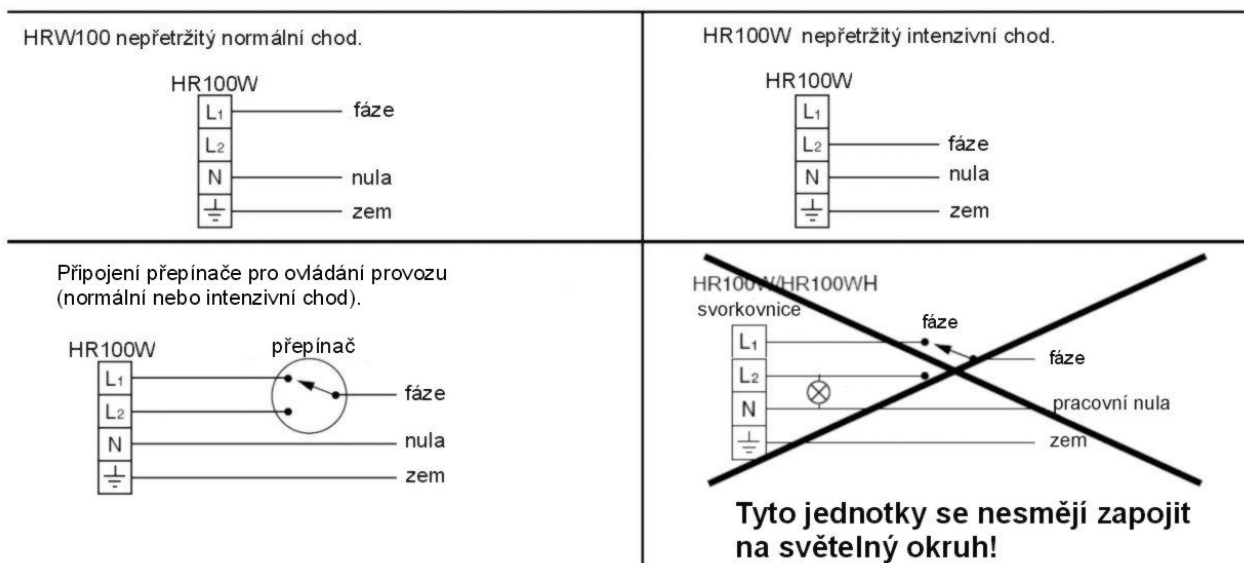 HRW100 nepřetržitý normální chod.
HR100W
L1
fáze
L2
N
nula
zem
HR100W nepřetržitý intenzivní chod.
HR100W
L1
L2
fáze
N
nula
zem
Připojení přepínače pro ovládání provozu
(normální nebo intenzivní chod).
HR100W
přepínač
L1
L2
fáze
N
nula
zem
HR100W/HR100WH
svorkovnice
fáze
L1
fáze
L2
N
pracovní nula
zem
Tyto jednotky se nesmějí zapojit
na světelný okruh!